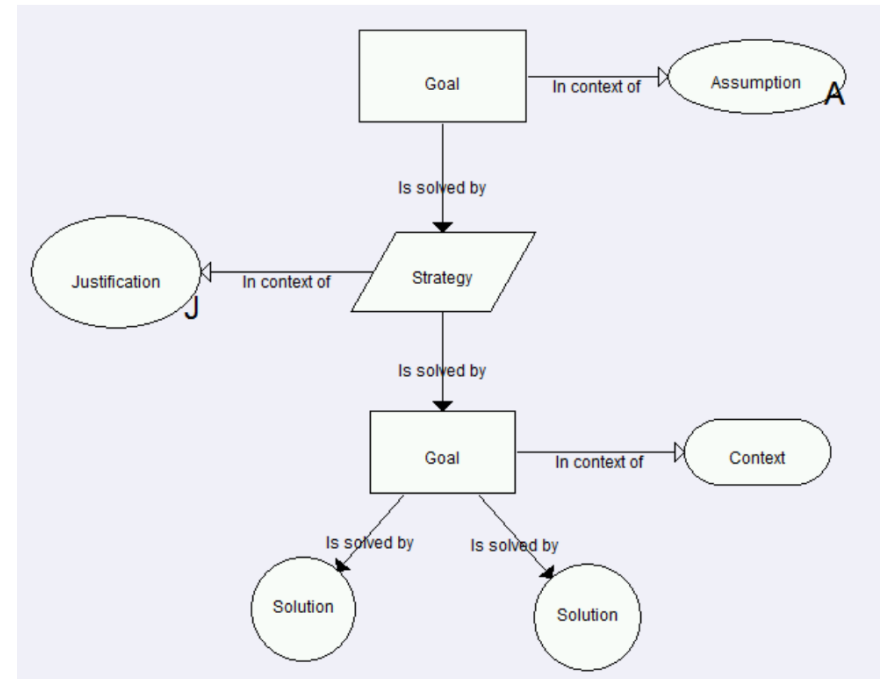 Goal
In context of
Assumption
A
Is solved by
Justification
J
In context of
Strategy
Is solved by
Goal
In context of
Context
Is solved by
Is solved by
Solution
Solution